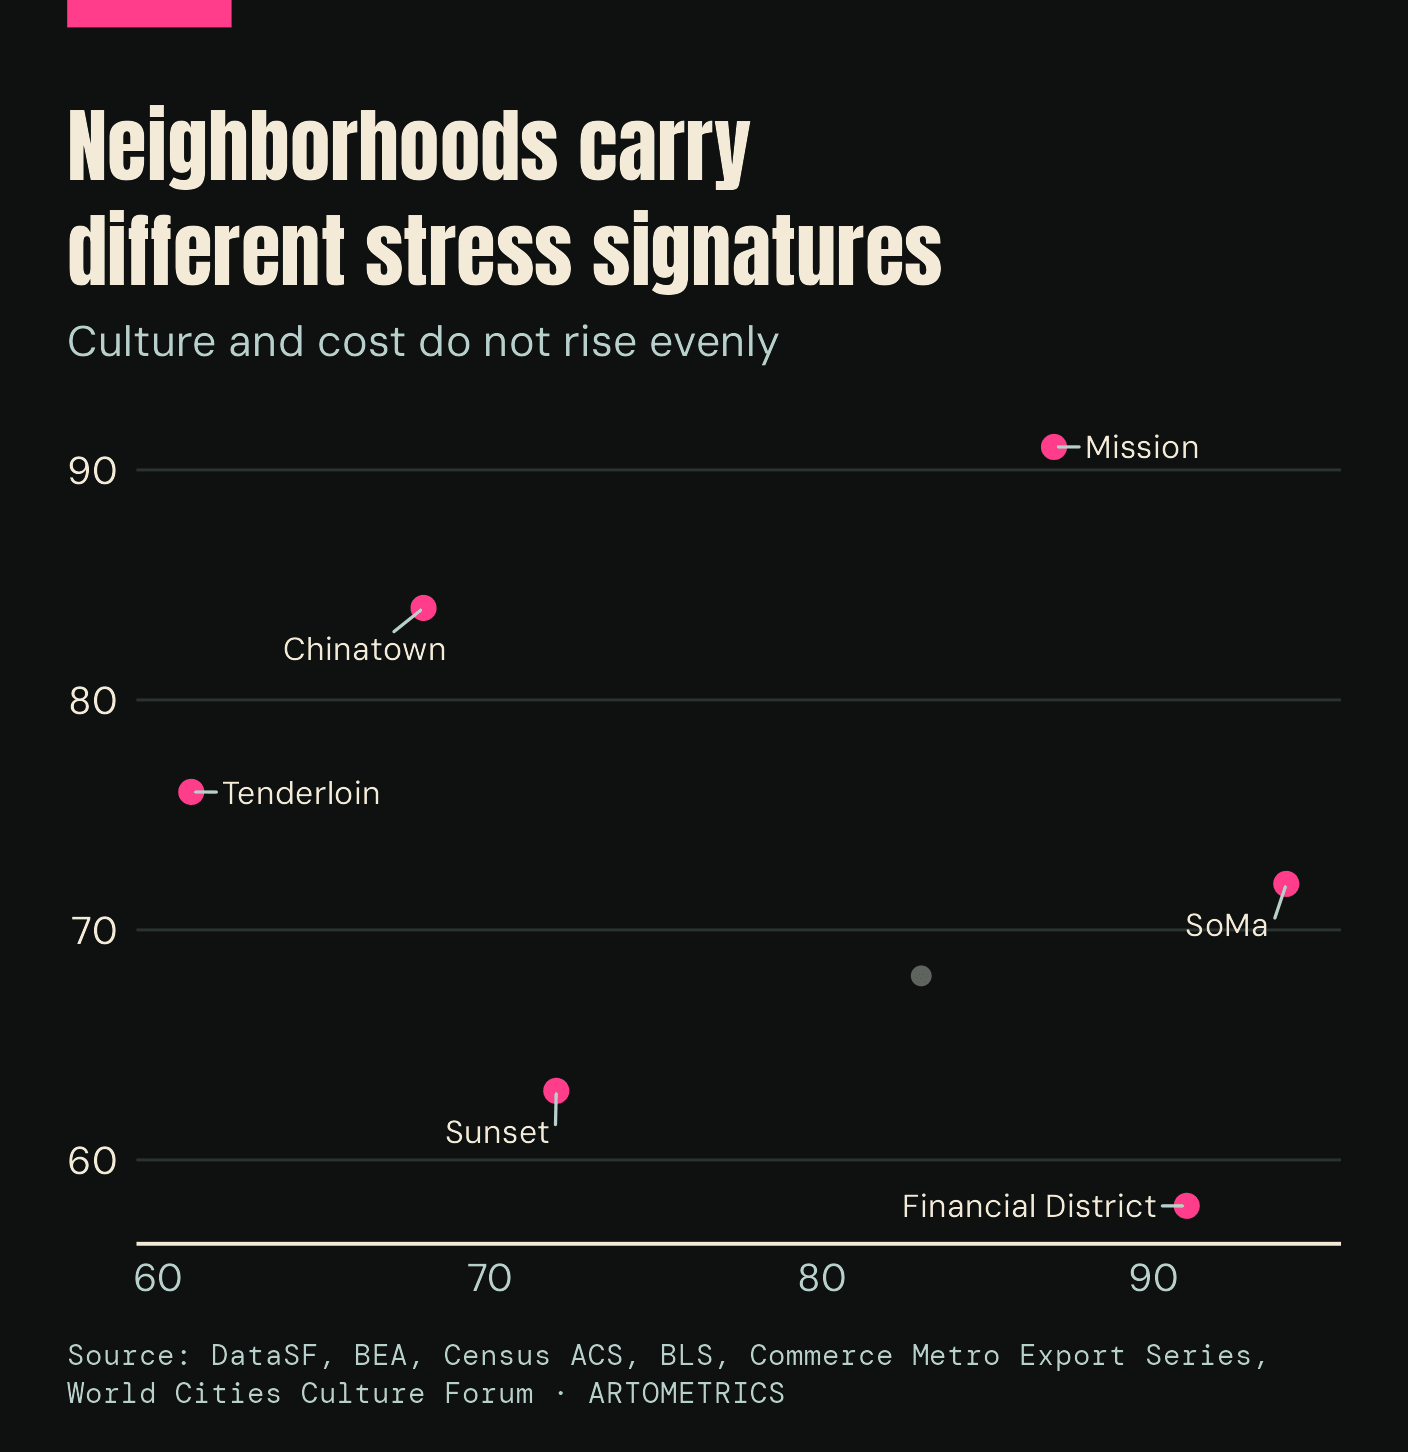 Neighborhoods carry
different stress signatures
Culture and cost do not rise evenly
90
Mission
Chinatown
80
Tenderloin
SoMa
70
Sunset
60
Financial District
60 70 80 90
Source: DataSF, BEA, Census ACS, BLS, Commerce Metro Export Series,
World Cities Culture Forum · ARTOMETRICS